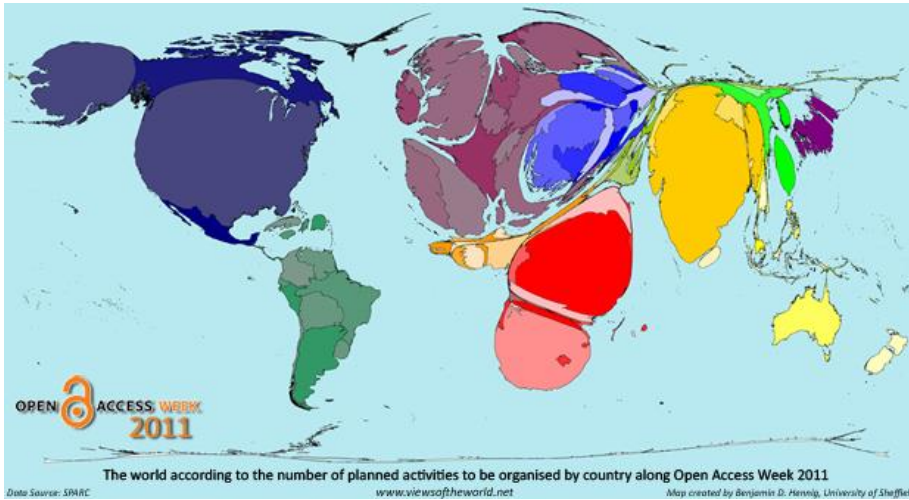 OPEN ACCESS WEEK
2011
The world according to the number of planned activities to be organised by country along Open Access Week 2011
Data Source: SPARC
www.viewsoftheworld.net
Map created by Benjamin D. Hennig, University of Sheffiel